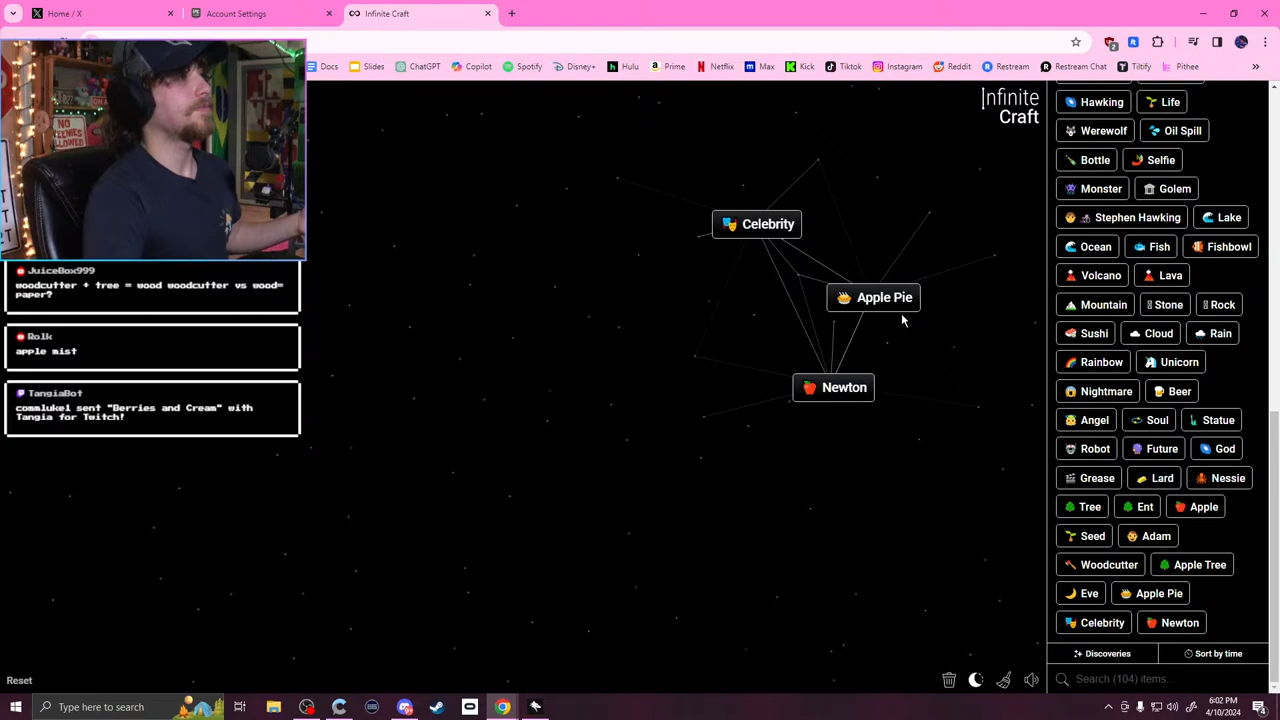 Home / X
Account Settings
Infinite Craft
Docs
Slides
ChatGPT
Copilot
Spotify
Disney+
Hulu
Prime
Netflix
Max
Kick
Tiktok
Instagram
Reddit
Restream
Restream Chat
Tiltify
Pithee
NO
WEENIES
ALLOWED
JuiceBox999
woodcutter + tree = wood woodcutter vs wood=
paper?
Rolk
apple mist
TangiaBot
commluke1 sent "Berries and Cream" with
Tangia for Twitch!
Infinite
Craft
Celebrity
Apple Pie
Newton
Hawking
Life
Werewolf
Oil Spill
Bottle
Selfie
Monster
Golem
Stephen Hawking
Lake
Ocean
Fish
Fishbowl
Volcano
Lava
Mountain
Stone
Rock
Sushi
Cloud
Rain
Rainbow
Unicorn
Nightmare
Beer
Angel
Soul
Statue
Robot
Future
God
Grease
Lard
Nessie
Tree
Ent
Apple
Seed
Adam
Woodcutter
Apple Tree
Eve
Apple Pie
Celebrity
Newton
Discoveries
Sort by time
Search (104) items...
Reset
Type here to search
6:02 PM
4/10/2024
4
2